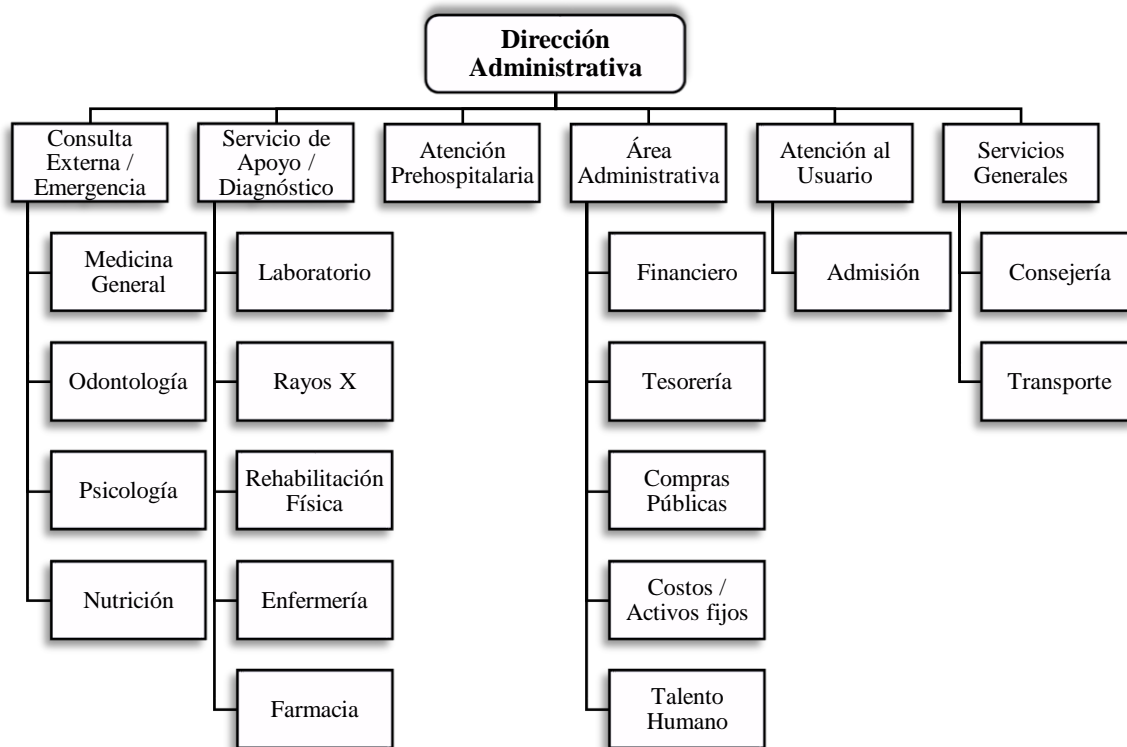 Dirección
Administrativa
Consulta
Externa /
Emergencia
Servicio de
Apoyo /
Diagnóstico
Atención
Prehospitalaria
Área
Administrativa
Atención al
Usuario
Servicios
Generales
Medicina
General
Laboratorio
Financiero
Admisión
Consejería
Odontología
Rayos X
Tesorería
Transporte
Psicología
Rehabilitación
Física
Compras
Públicas
Nutrición
Enfermería
Costos /
Activos fijos
Farmacia
Talento
Humano